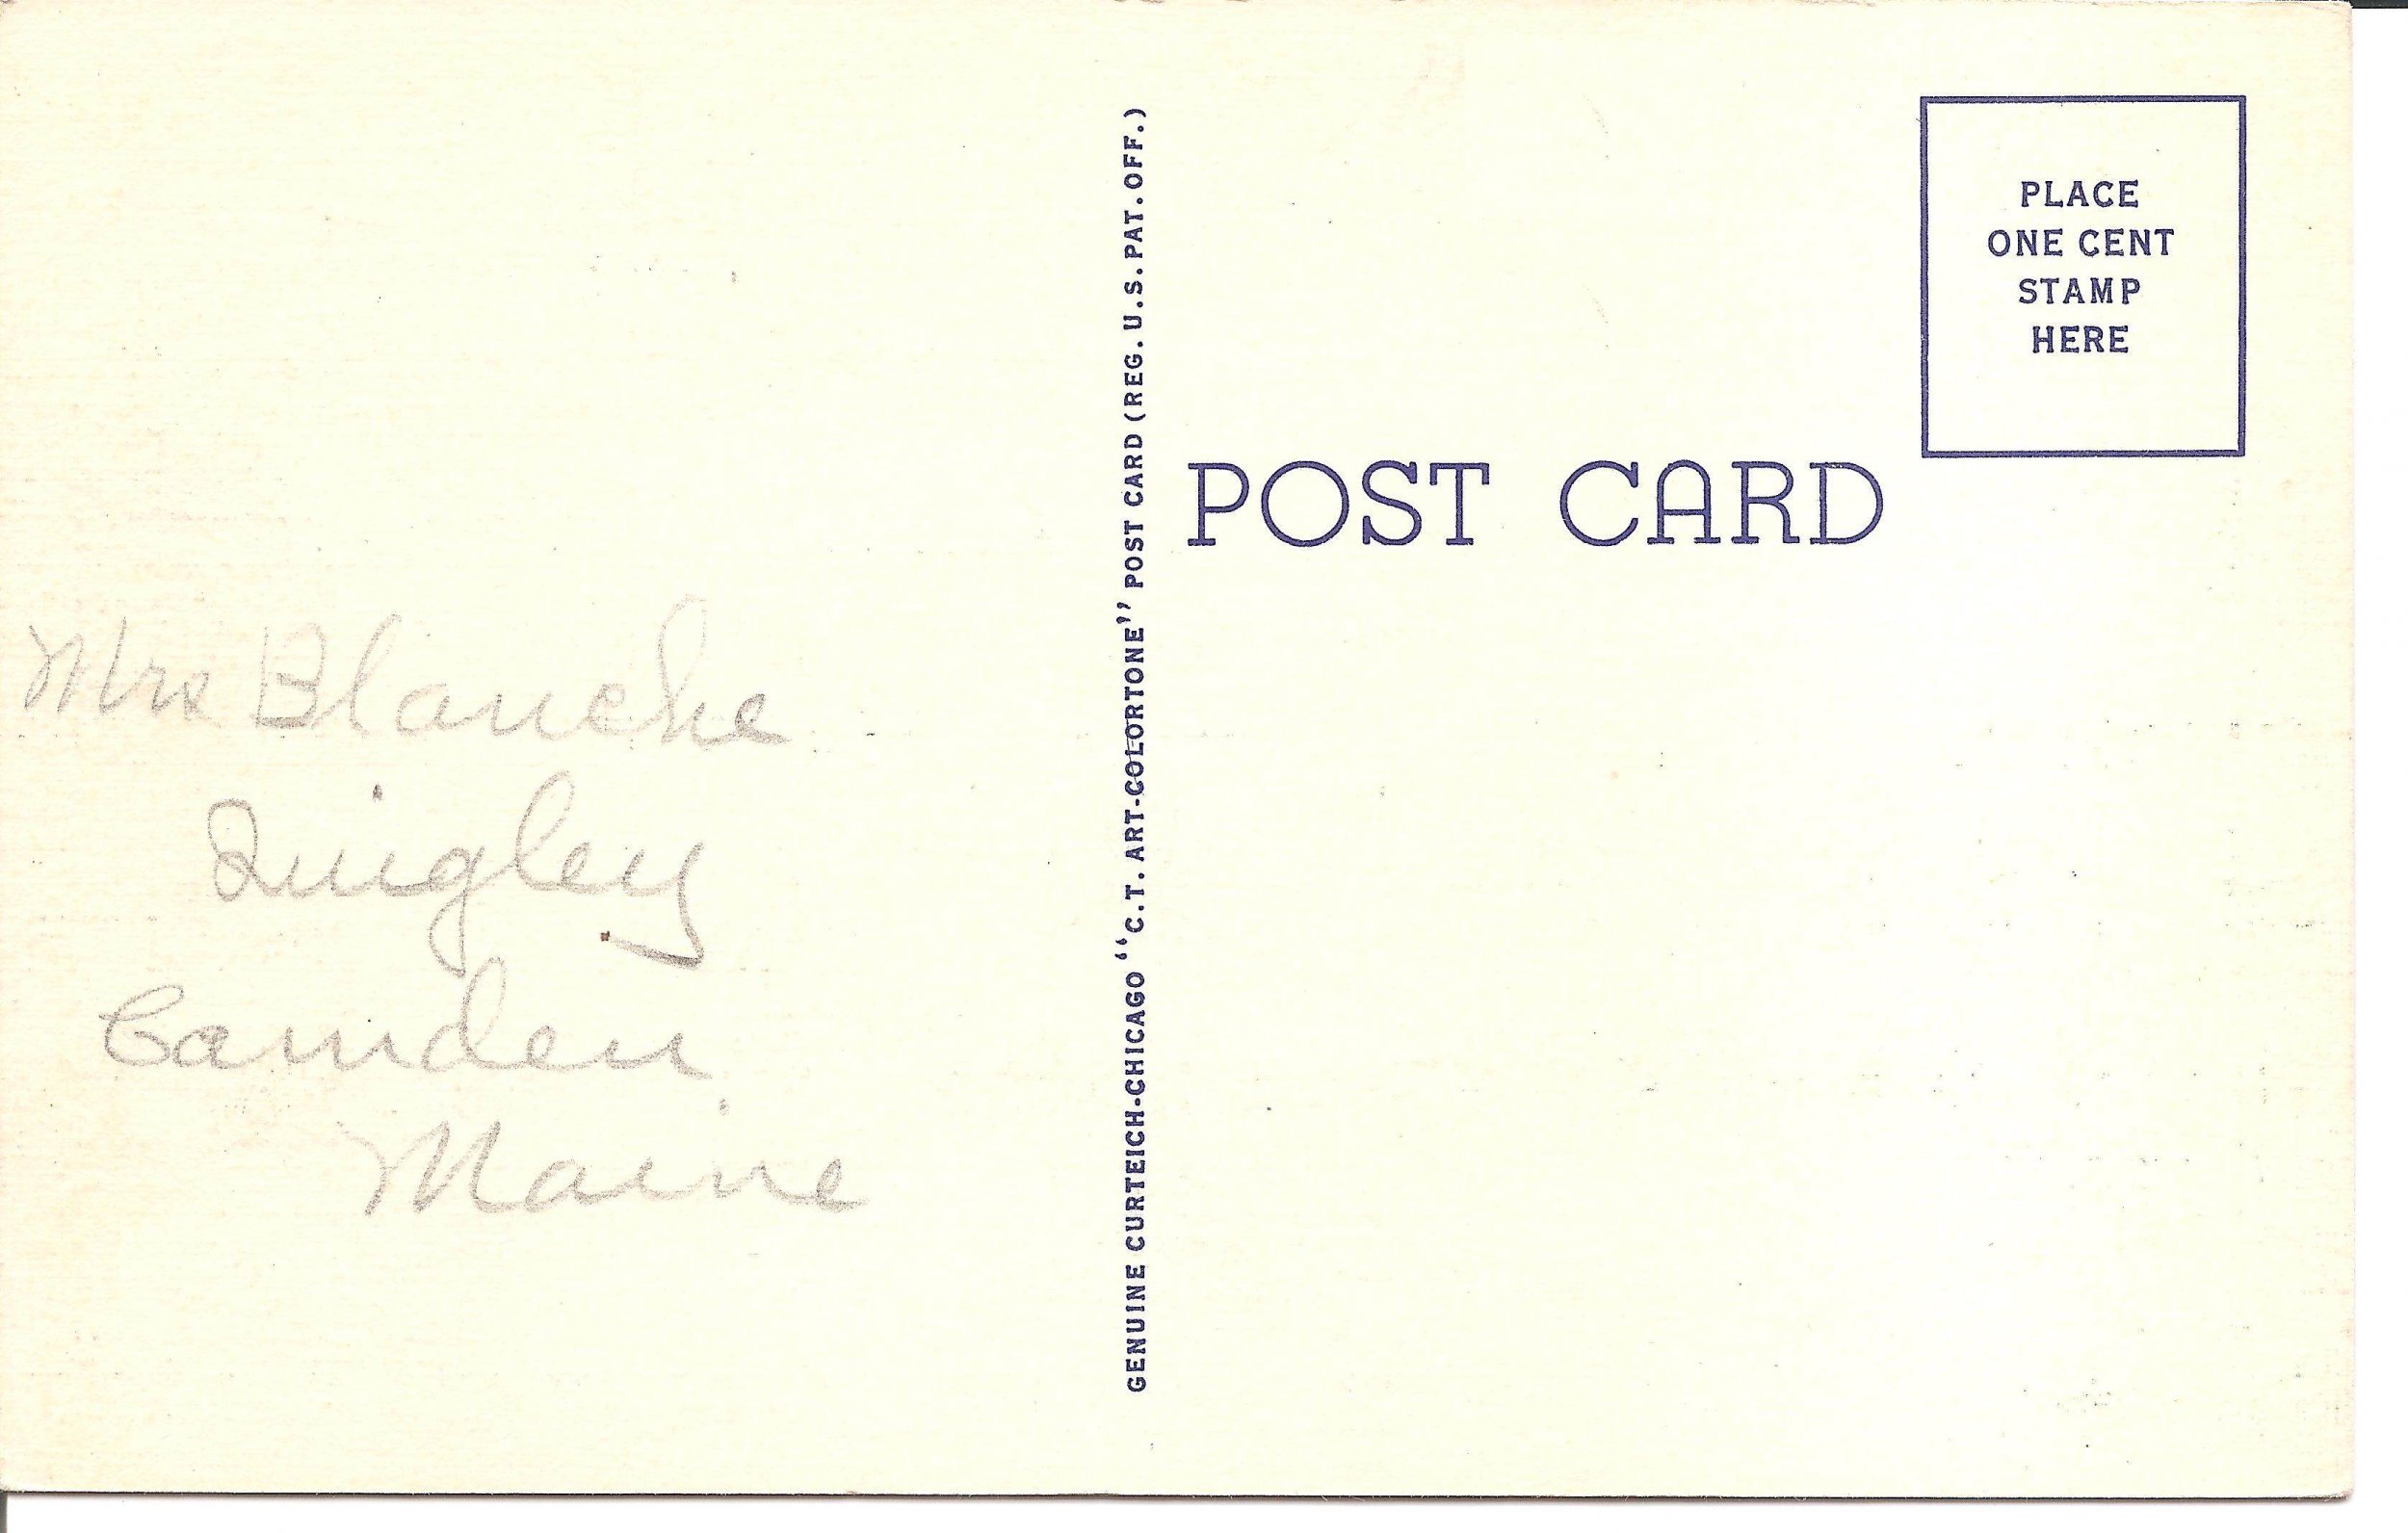 Mrs Blanche
Quigley
Camden
Maine
GENUINE CURTEICH-CHICAGO "C.T. ART-COLORTONE" POST CARD (REG. U.S. PAT. OFF.)
POST CARD
PLACE
ONE CENT
STAMP
HERE